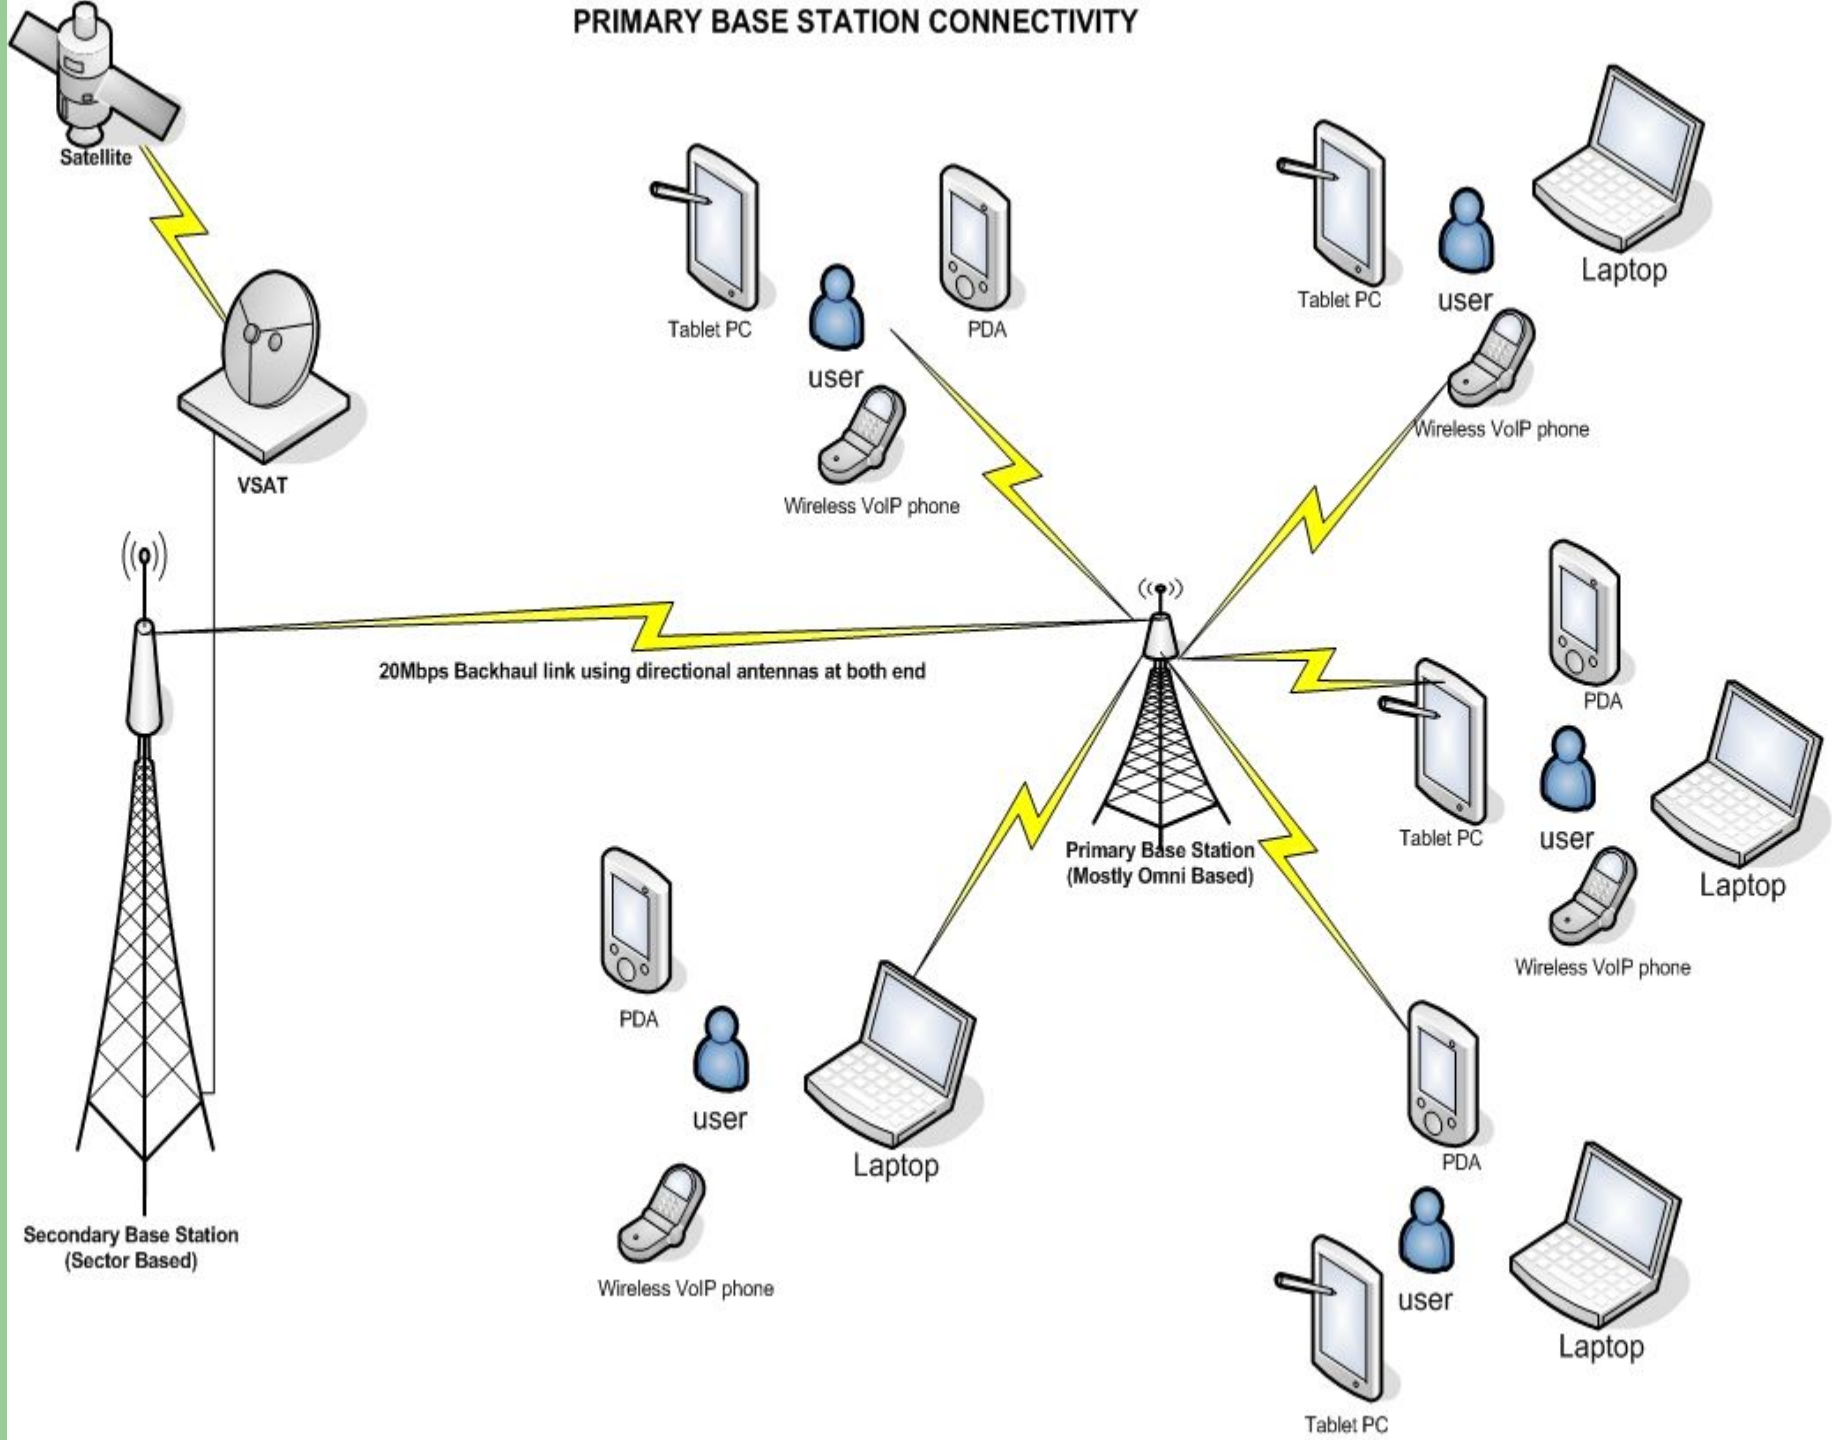 PRIMARY BASE STATION CONNECTIVITY
Satellite
VSAT
Tablet PC
PDA
user
Wireless VoIP phone
Tablet PC
user
Laptop
Wireless VoIP phone
20Mbps Backhaul link using directional antennas at both end
PDA
Tablet PC
user
Laptop
Wireless VoIP phone
Primary Base Station
(Mostly Omni Based)
PDA
user
Laptop
Wireless VoIP phone
Secondary Base Station
(Sector Based)
PDA
user
Laptop
Tablet PC